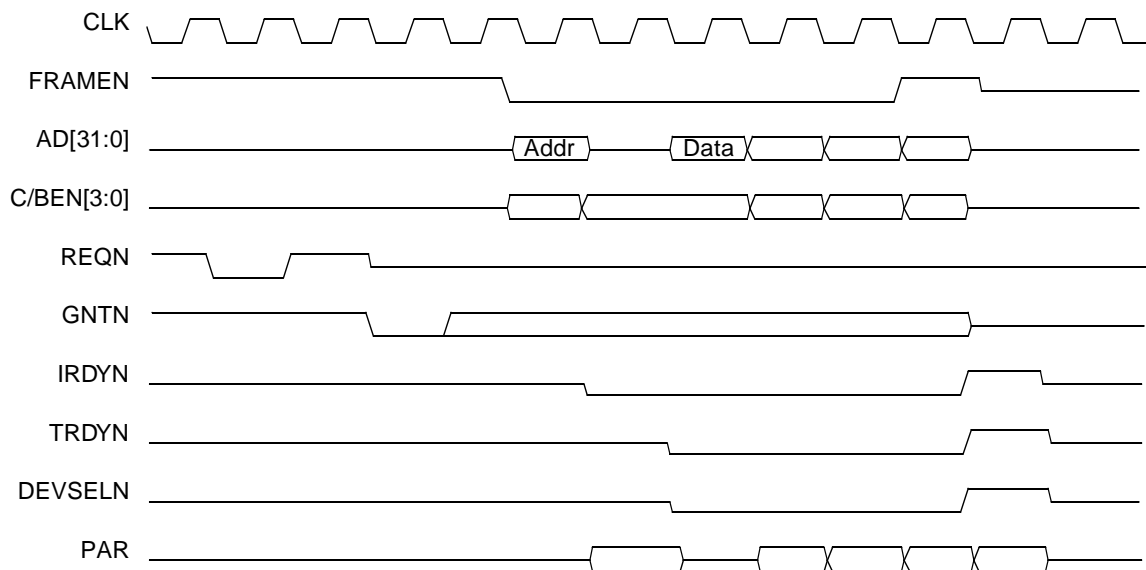 CLK
FRAMEN
AD[31:0]
Addr
Data
C/BEN[3:0]
REQN
GNTN
IRDYN
TRDYN
DEVSELN
PAR